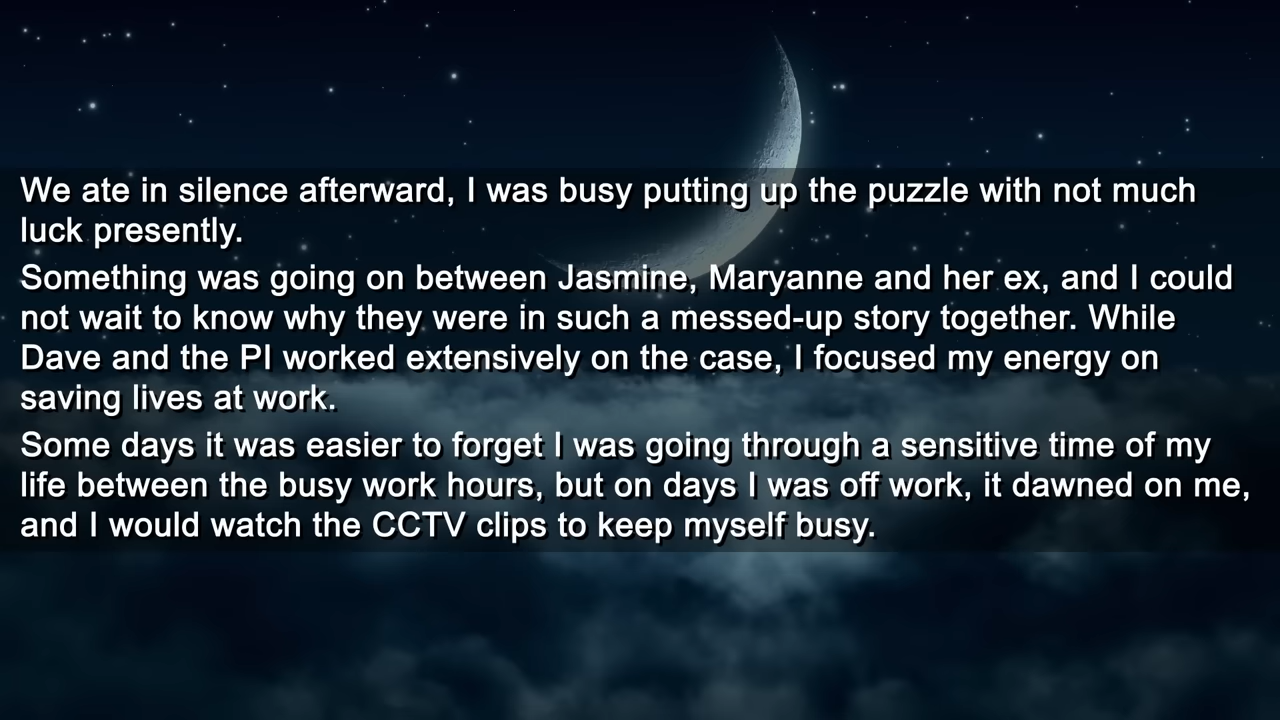 We ate in silence afterward, I was busy putting up the puzzle with not much
luck presently.
Something was going on between Jasmine, Maryanne and her ex, and I could
not wait to know why they were in such a messed-up story together. While
Dave and the PI worked extensively on the case, I focused my energy on
saving lives at work.
Some days it was easier to forget I was going through a sensitive time of my
life between the busy work hours, but on days I was off work, it dawned on me,
and I would watch the CCTV clips to keep myself busy.